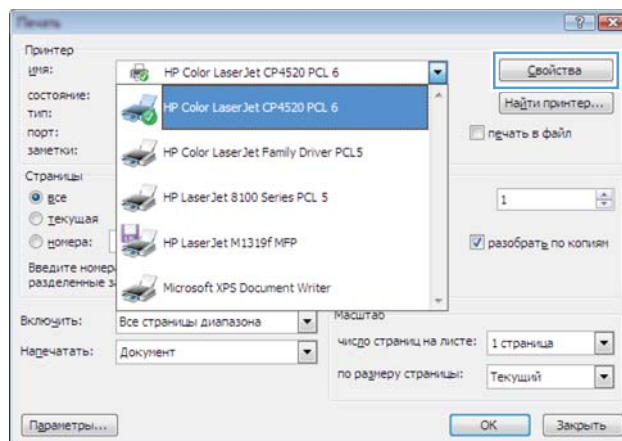 Печать
Принтер
имя: HP Color LaserJet CP4520 PCL 6
Свойства
состояние:
HP Color LaserJet CP4520 PCL 6
Найти принтер...
тип:
порт:
печать в файл
заметки:
HP Color LaserJet Family Driver PCL5
Страницы
все
HP LaserJet 8100 Series PCL 5
1
текущая
номера:
HP LaserJet M1319f MFP
разобрать по копиям
Введите номер
разделенные з
Microsoft XPS Document Writer
Включить: Все страницы диапазона
Масштаб
число страниц на листе: 1 страница
Напечатать: Документ
по размеру страницы: Текущий
Параметры...
OK
Закрыть